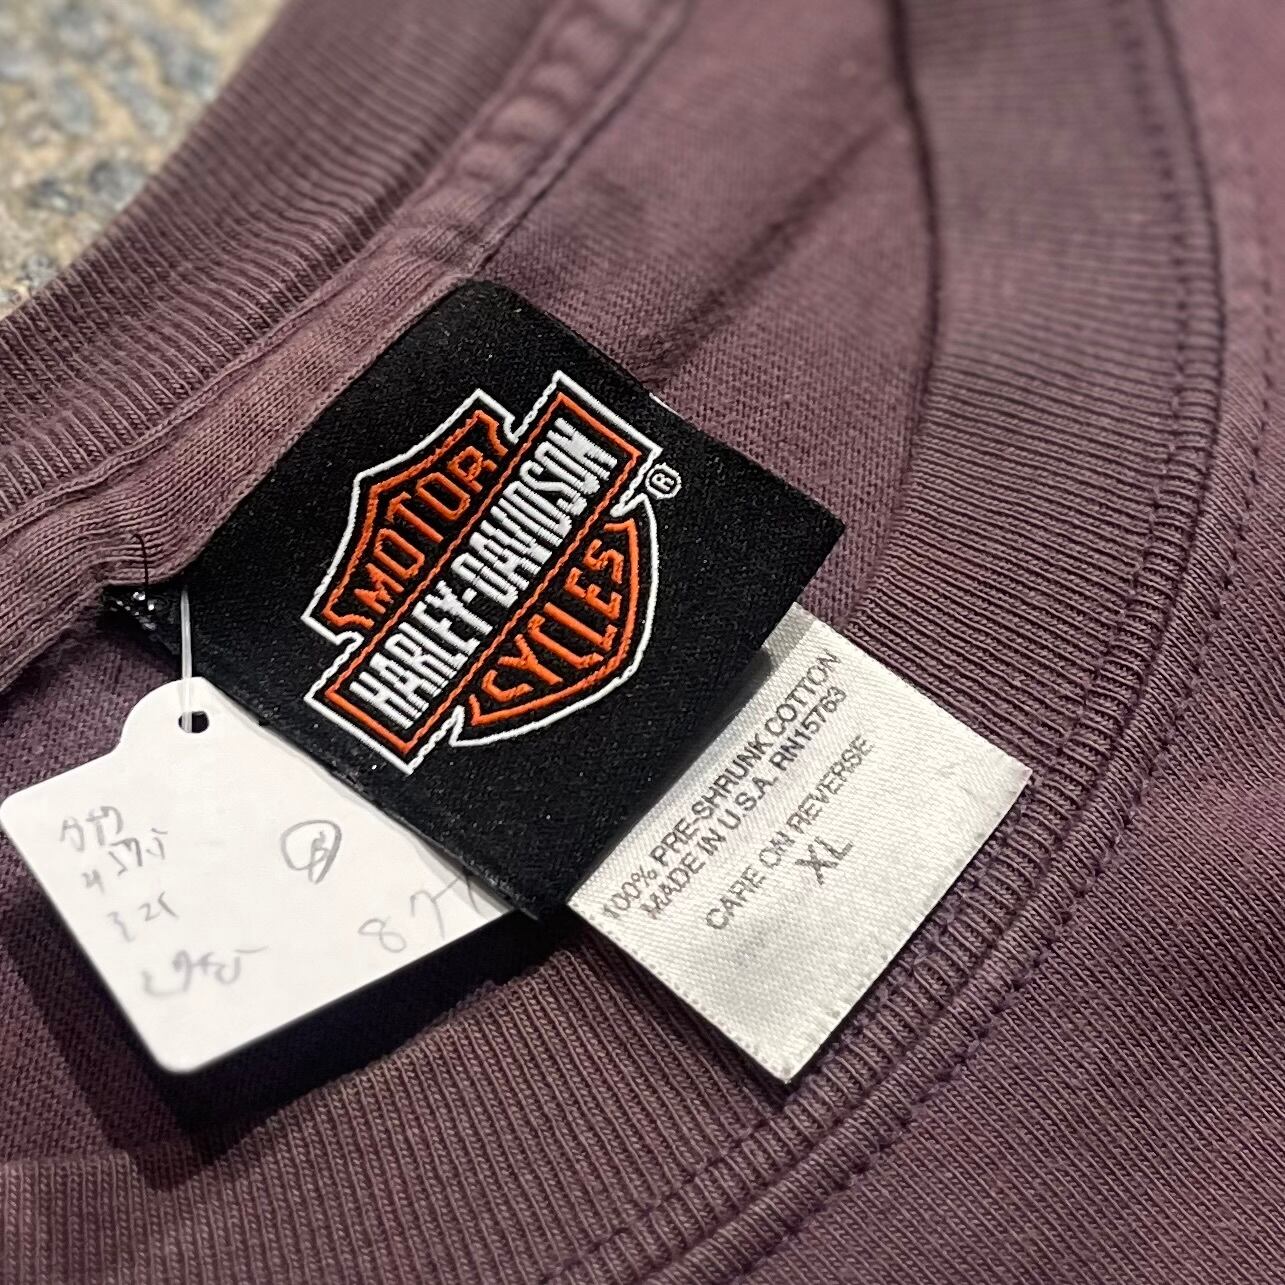 MOTOR
HARLEY-DAVIDSON
CYCLES
®
100% PRE-SHRUNK COTTON
MADE IN U.S.A. RN15763
CARE ON REVERSE
XL